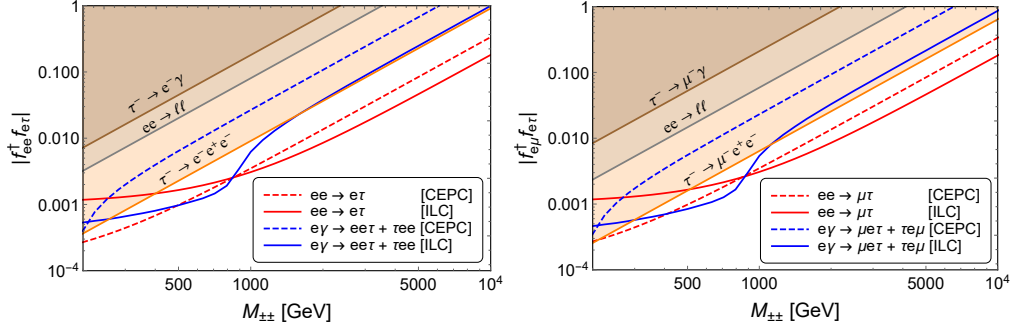 1
0.100
0.010
0.001
10⁻⁴
|f†ee feτ|
τ⁻ → e⁻γ
ee → ℓℓ
τ⁻ → e⁻e⁺e⁻
ee → eτ [CEPC]
ee → eτ [ILC]
eγ → eeτ + τee [CEPC]
eγ → eeτ + τee [ILC]
500 1000 5000 10⁴
M±± [GeV]
1
0.100
0.010
0.001
10⁻⁴
|f†eμ feτ|
τ⁻ → μ⁻γ
ee → ℓℓ
τ⁻ → μ⁻e⁺e⁻
ee → μτ [CEPC]
ee → μτ [ILC]
eγ → μeτ + τeμ [CEPC]
eγ → μeτ + τeμ [ILC]
500 1000 5000 10⁴
M±± [GeV]